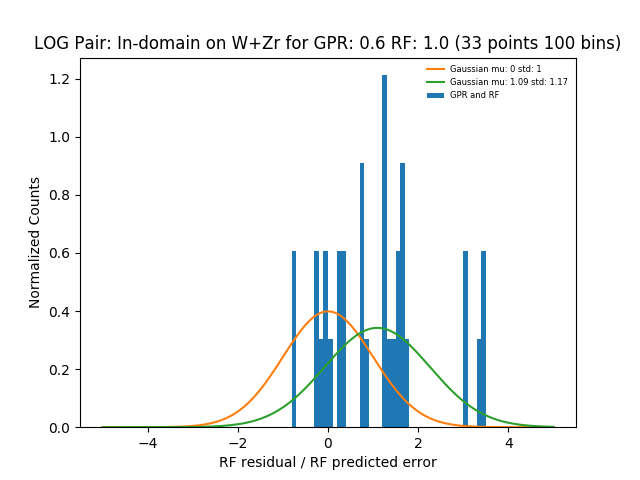 LOG Pair: In-domain on W+Zr for GPR: 0.6 RF: 1.0 (33 points 100 bins)
Gaussian mu: 0 std: 1
Gaussian mu: 1.09 std: 1.17
GPR and RF
Normalized Counts
1.2
1.0
0.8
0.6
0.4
0.2
0.0
−4 −2 0 2 4
RF residual / RF predicted error